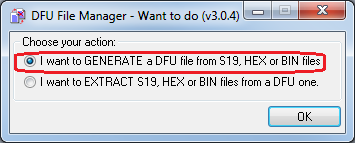 DFU File Manager - Want to do (v3.0.4)
Choose your action:
I want to GENERATE a DFU file from S19, HEX or BIN files
I want to EXTRACT S19, HEX or BIN files from a DFU one.
OK